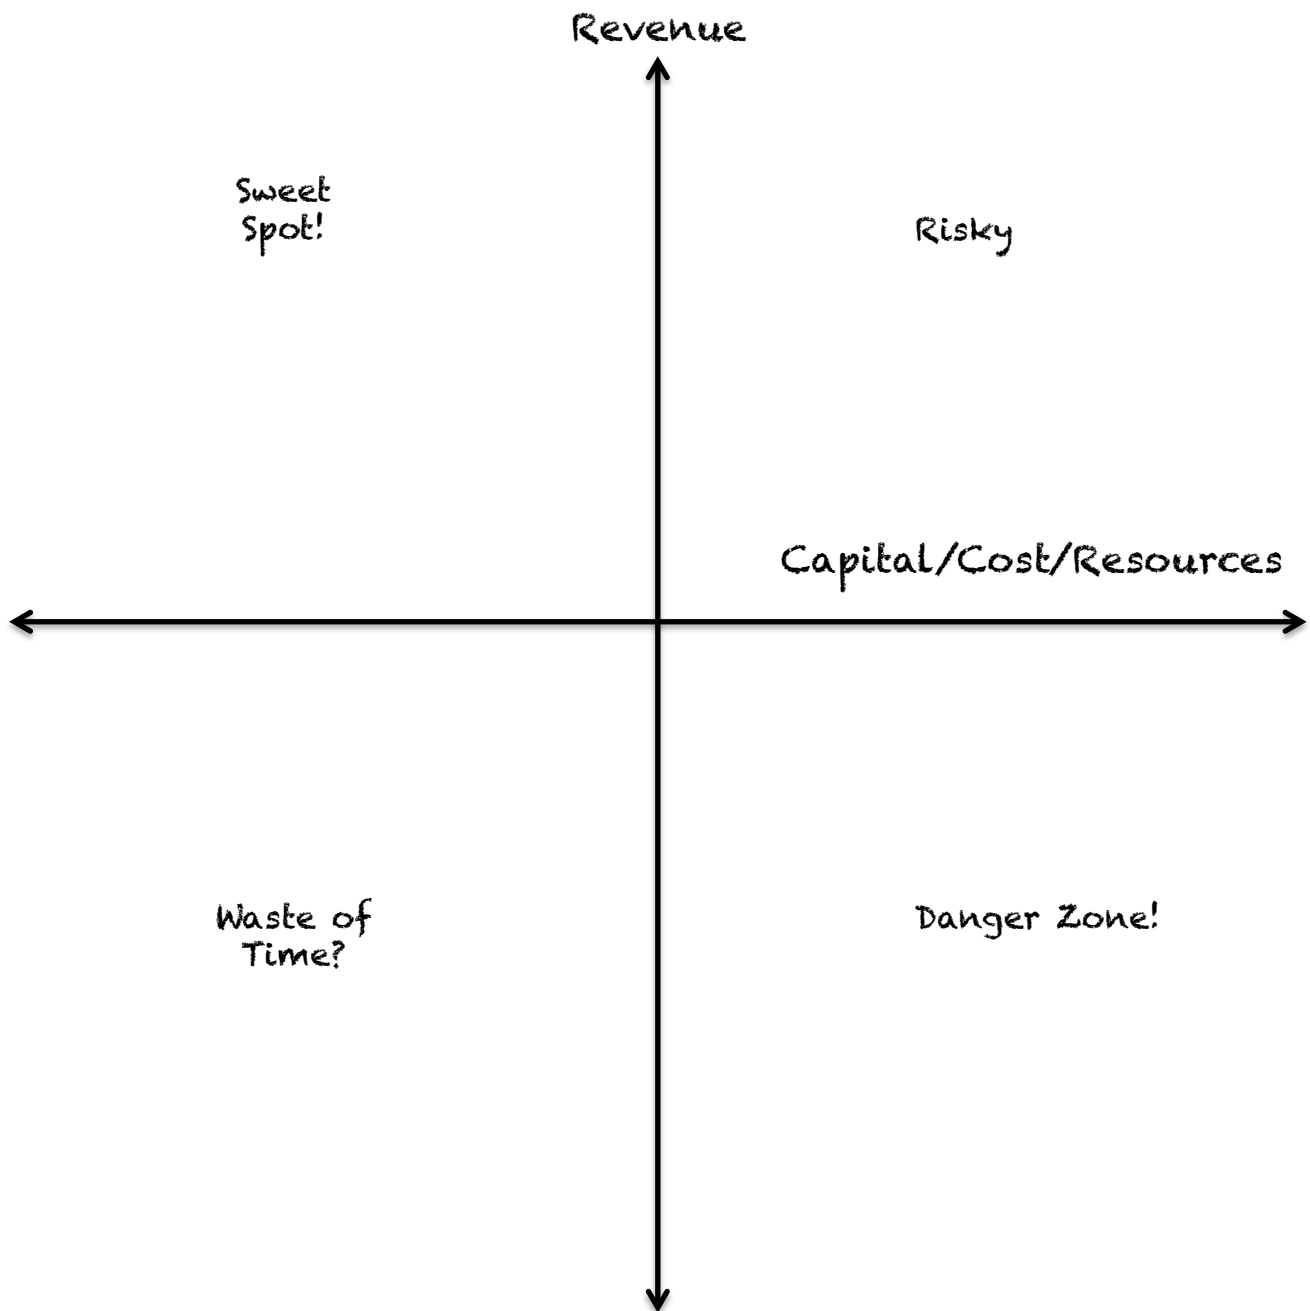 Revenue
Sweet
Spot!
Risky
Capital/Cost/Resources
Waste of
Time?
Danger Zone!